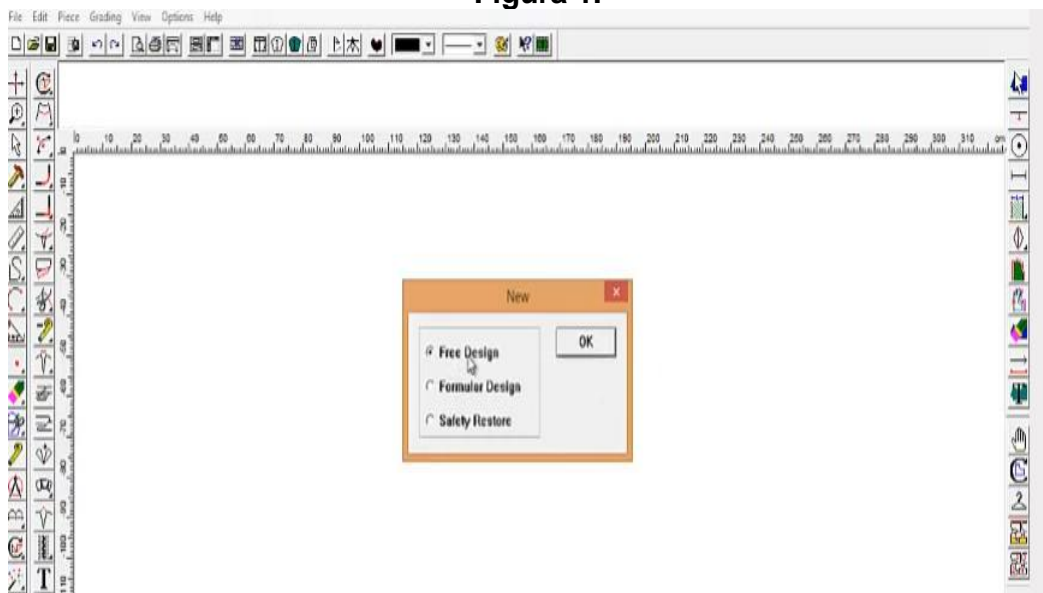 Figura 1.
File Edit Piece Grading View Options Help
0 10 20 30 40 50 60 70 80 90 100 110 120 130 140 150 160 170 180 190 200 210 220 230 240 250 260 270 280 290 300 310 cm
New
OK
Free Design
Formular Design
Safety Restore
T